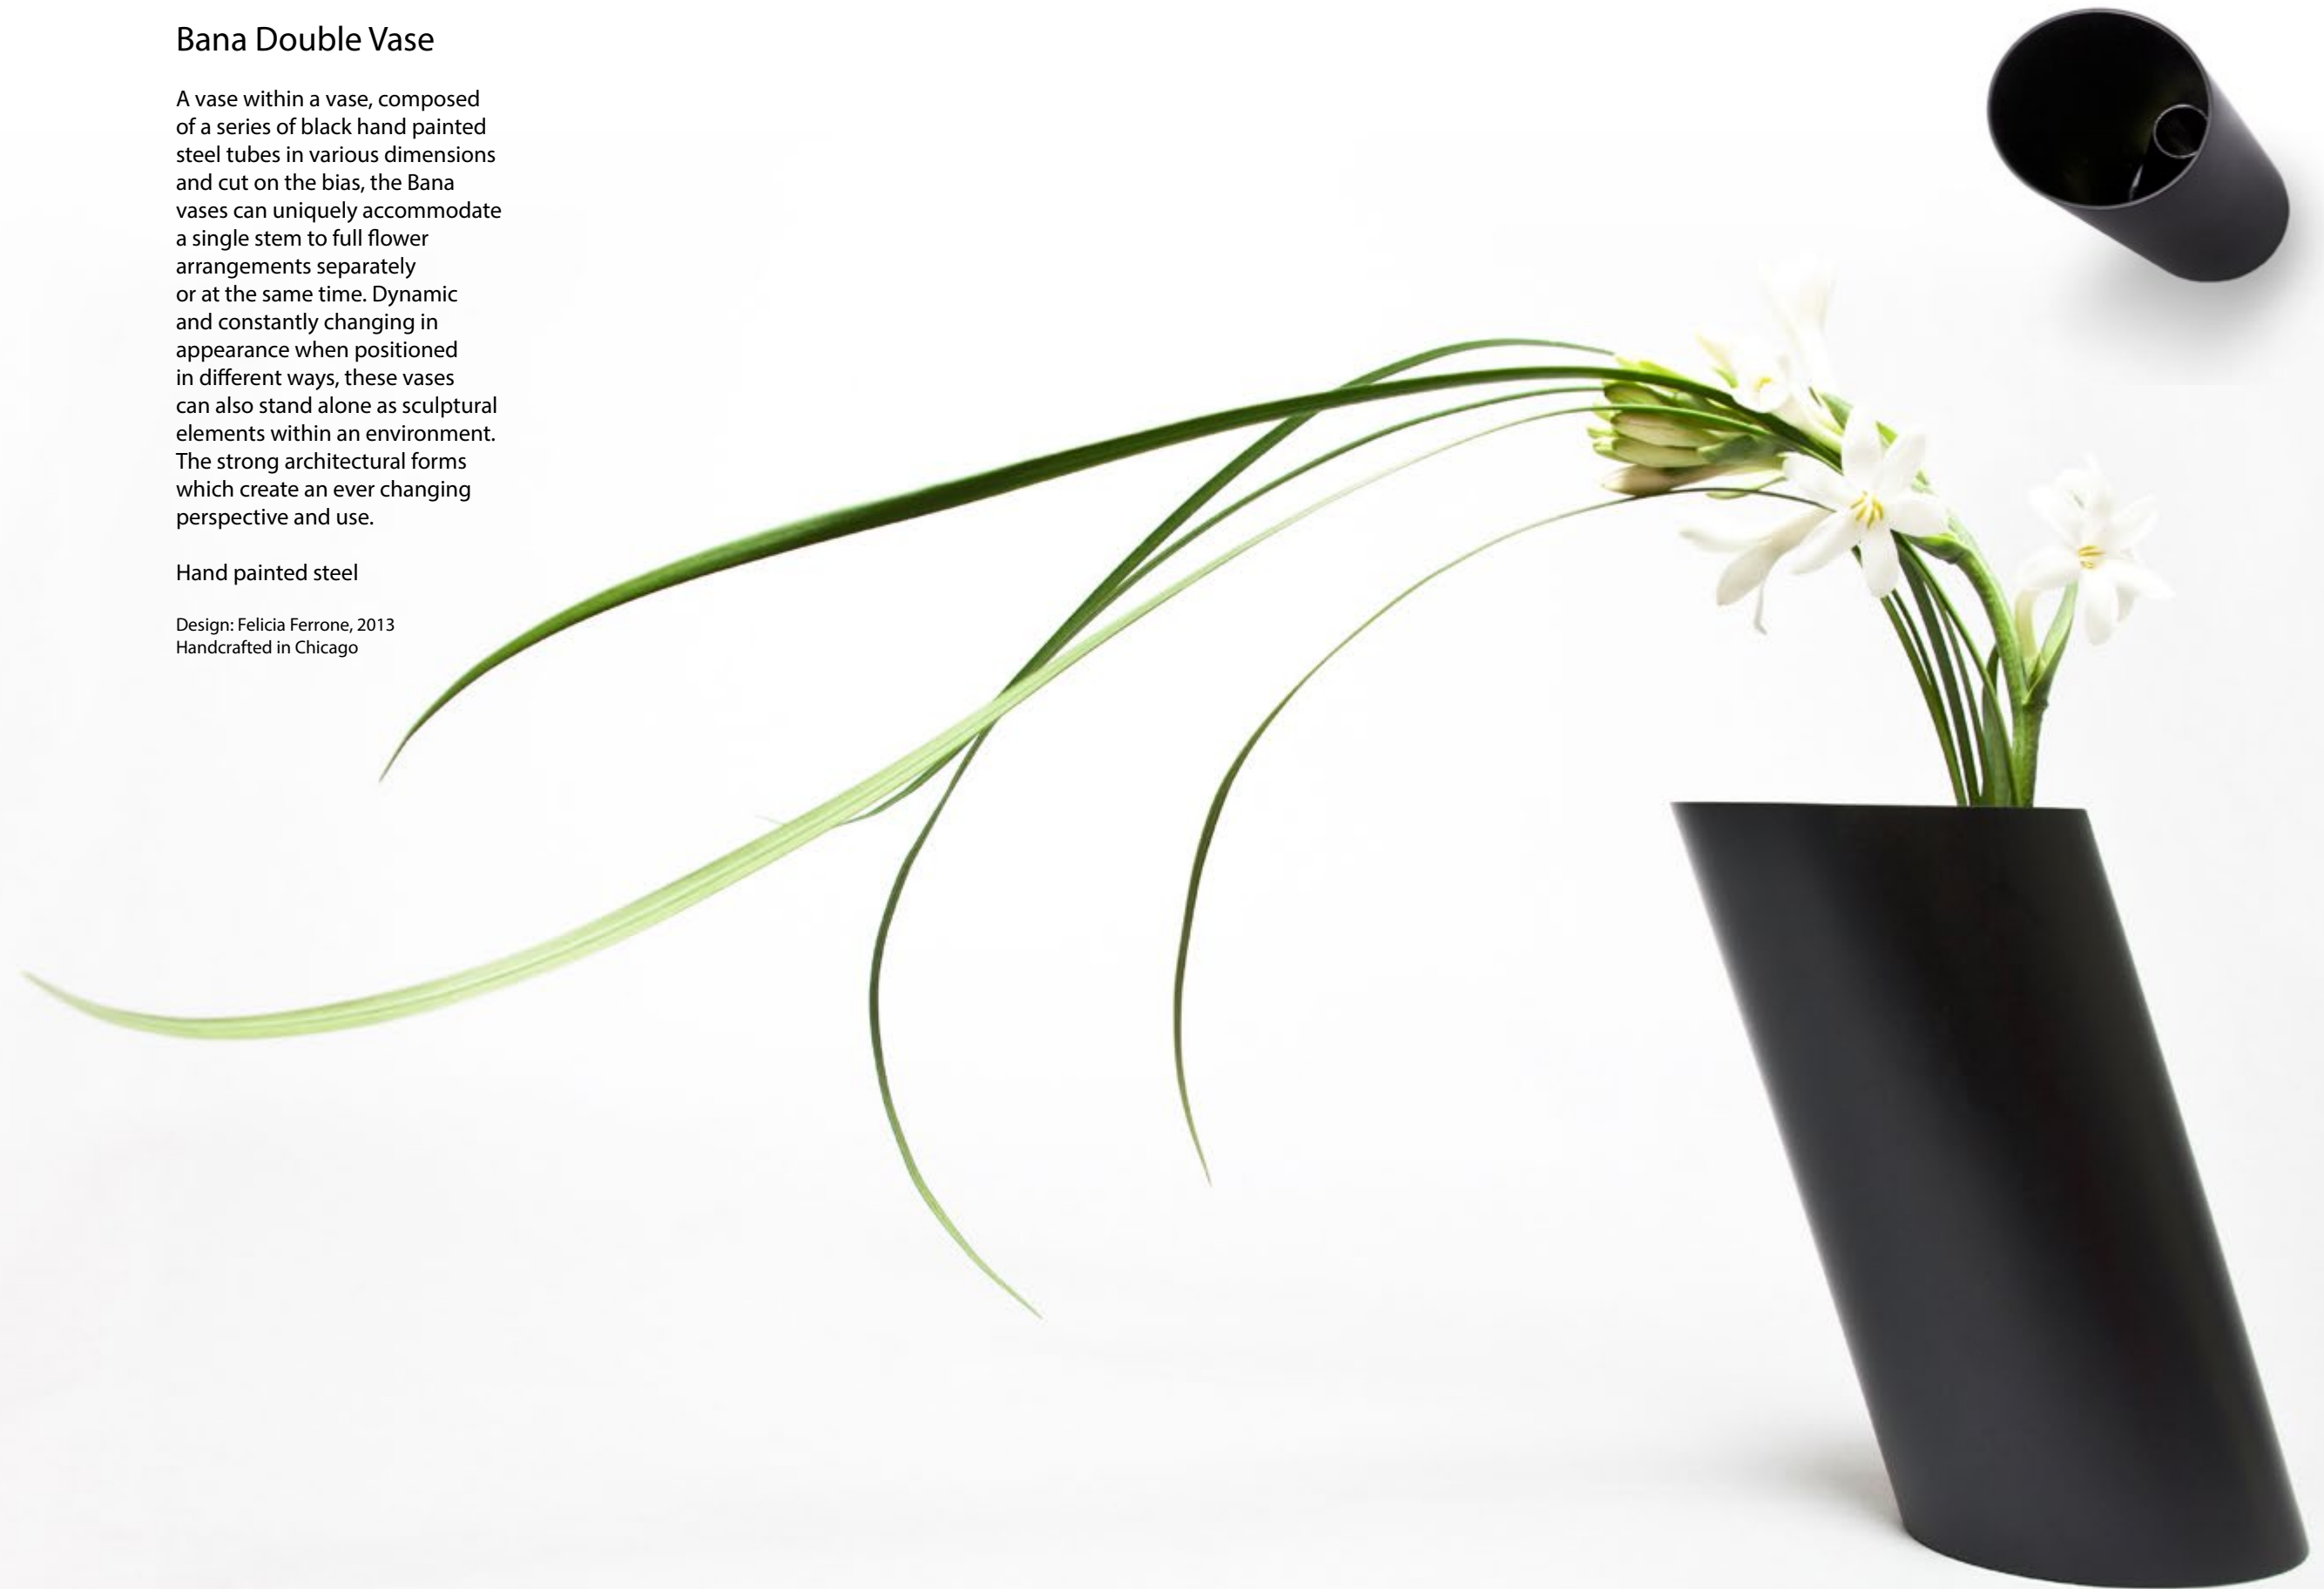 Bana Double Vase
A vase within a vase, composed
of a series of black hand painted
steel tubes in various dimensions
and cut on the bias, the Bana
vases can uniquely accommodate
a single stem to full flower
arrangements separately
or at the same time. Dynamic
and constantly changing in
appearance when positioned
in different ways, these vases
can also stand alone as sculptural
elements within an environment.
The strong architectural forms
which create an ever changing
perspective and use.
Hand painted steel
Design: Felicia Ferrone, 2013
Handcrafted in Chicago